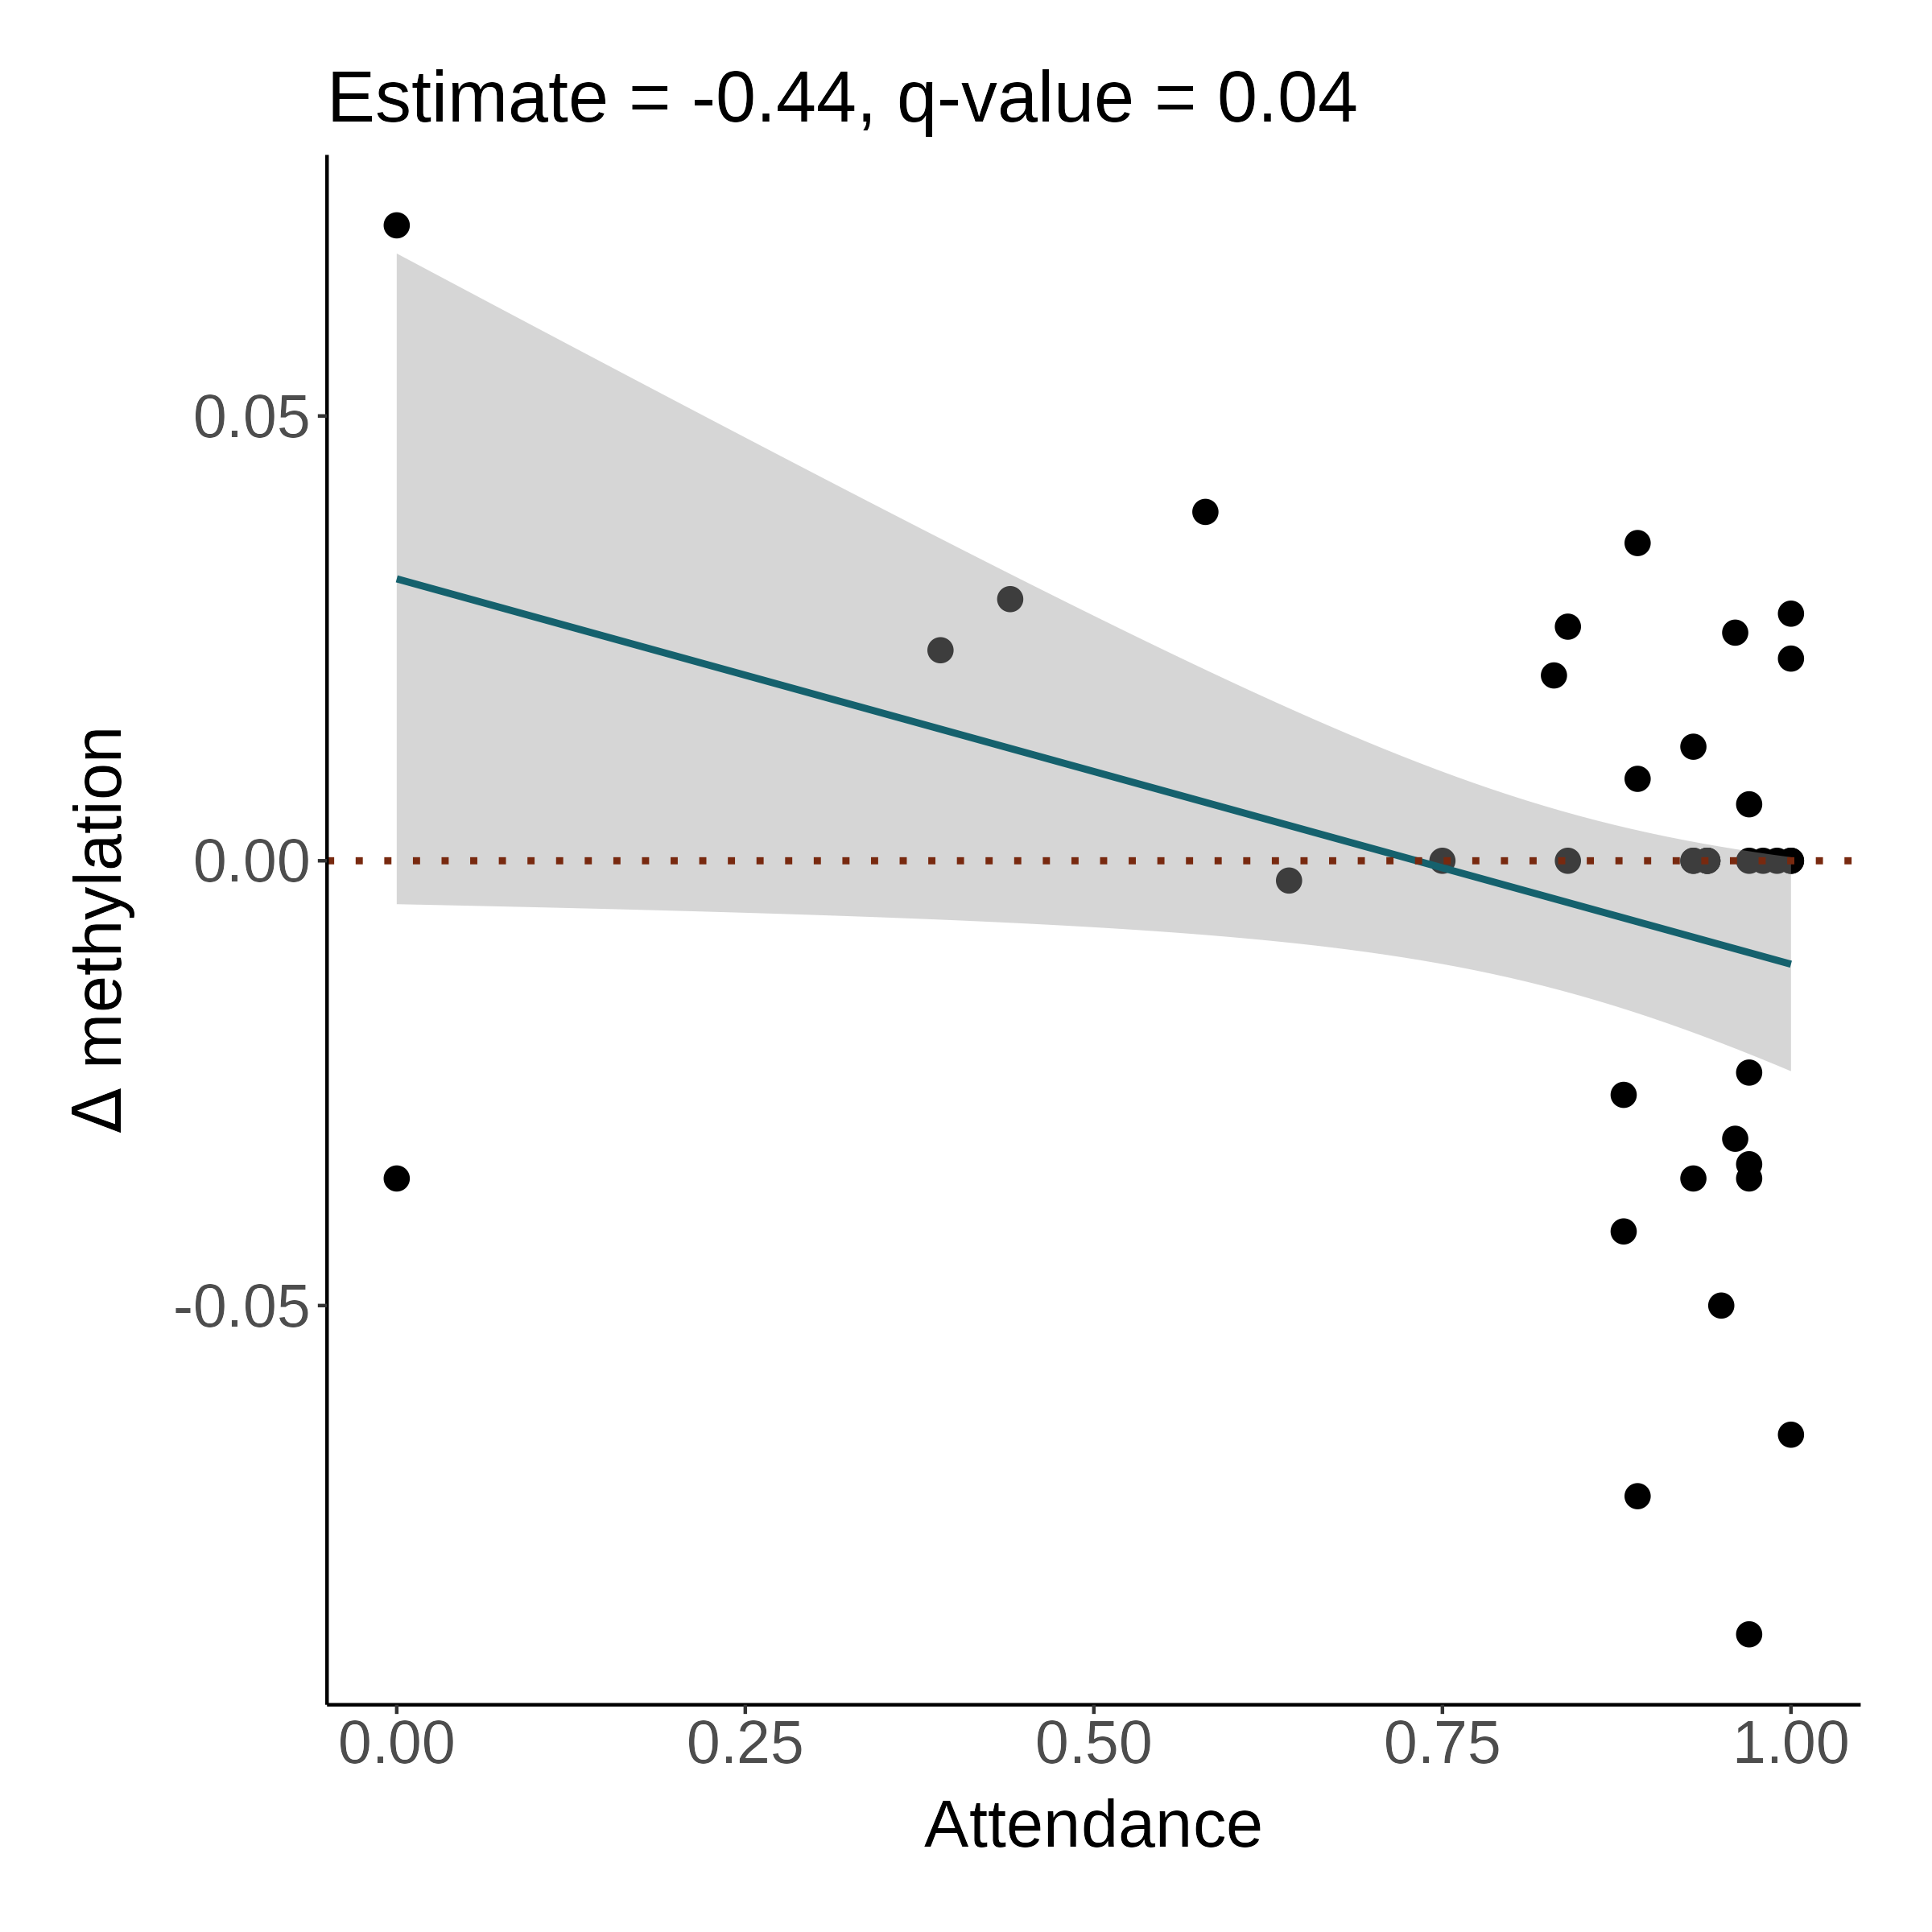 Estimate = -0.44, q-value = 0.04
Δ methylation
0.05
0.00
-0.05
0.00 0.25 0.50 0.75 1.00
Attendance